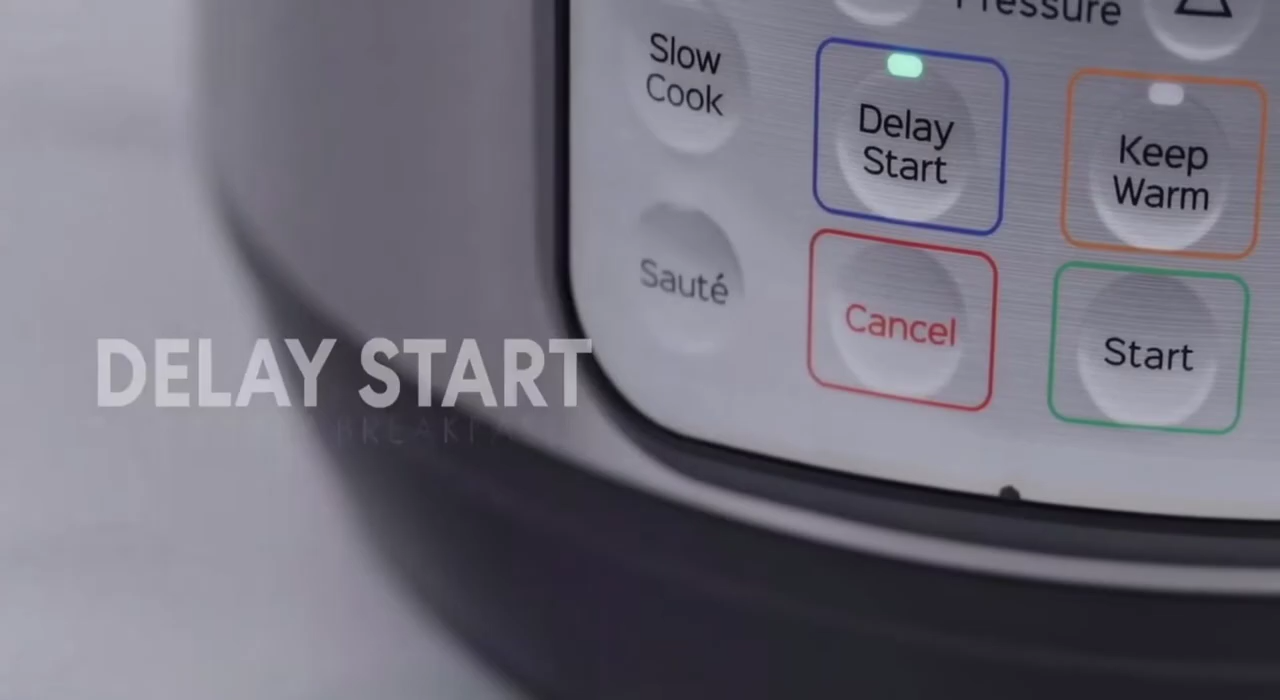 Pressure
Slow
Cook
Delay
Start
Keep
Warm
Sauté
Cancel
Start
DELAY START